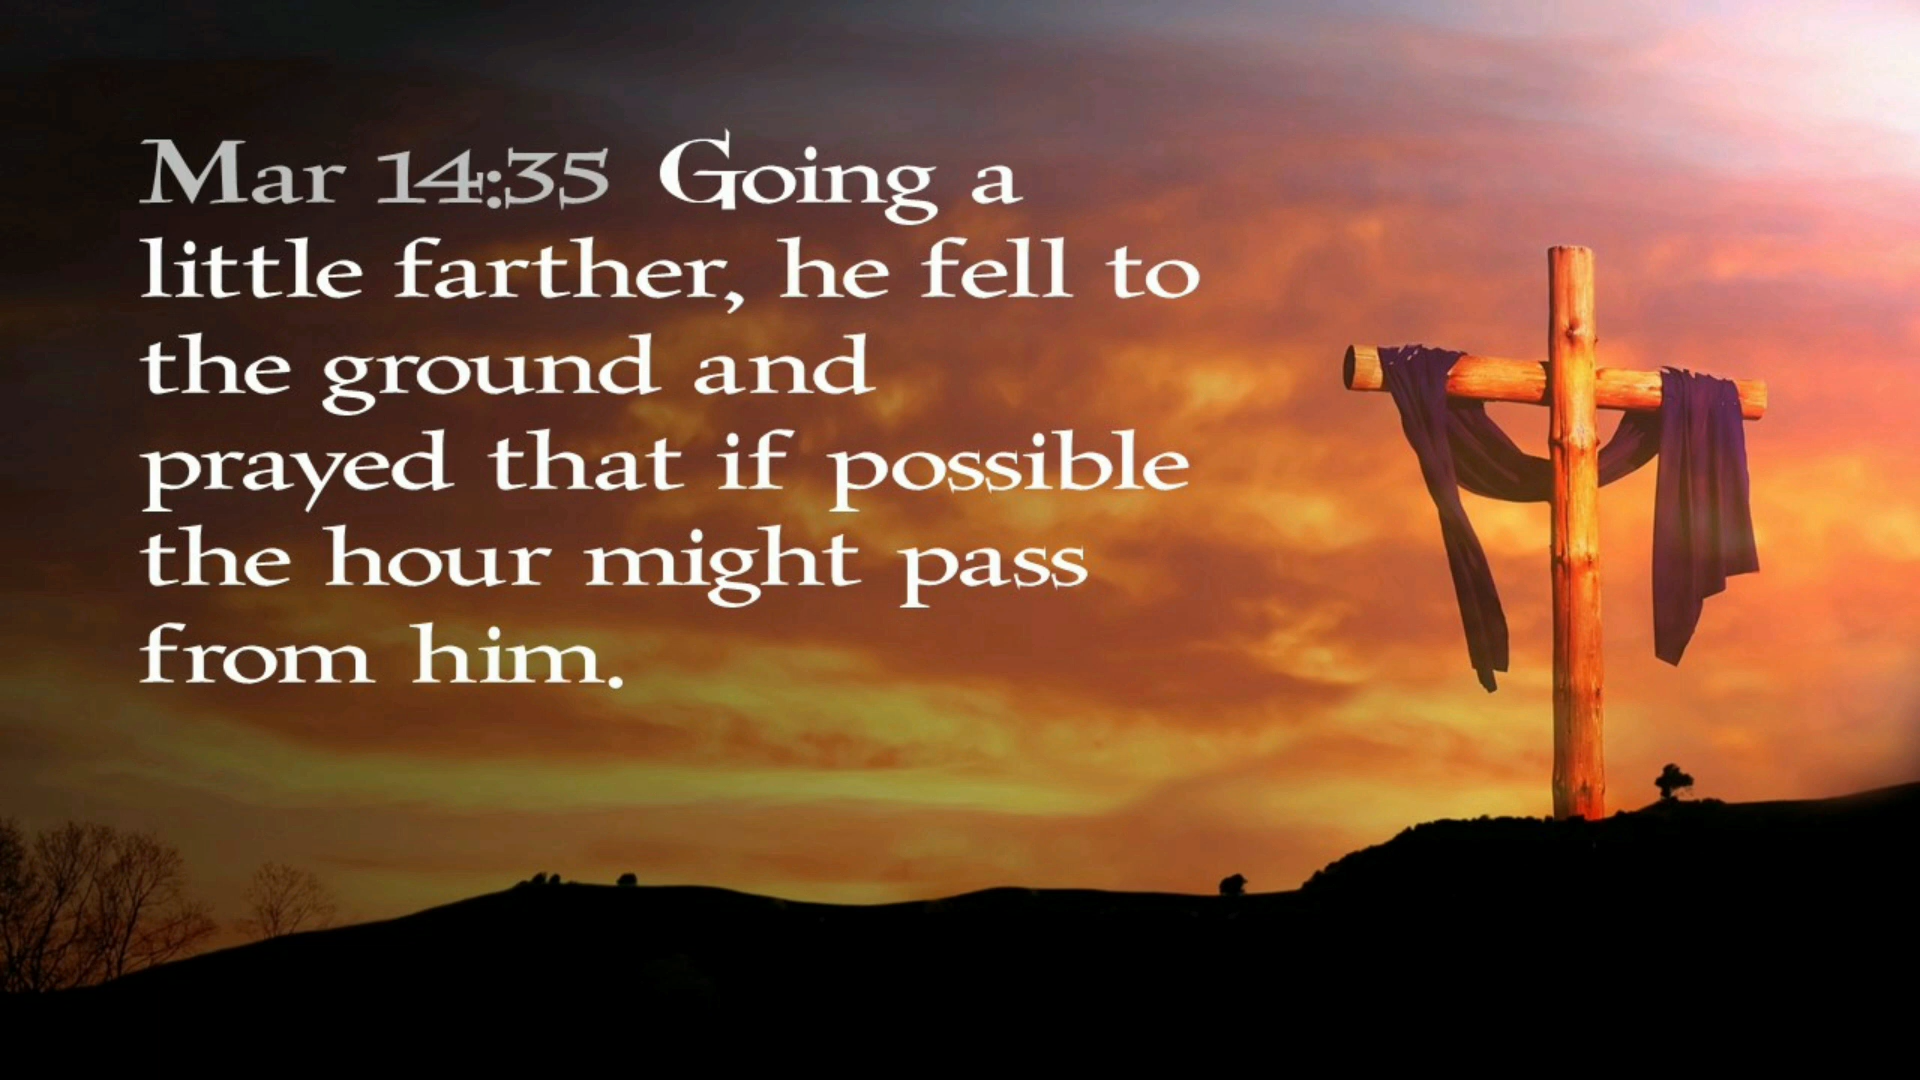 Mar 14:35 Going a
little farther, he fell to
the ground and
prayed that if possible
the hour might pass
from him.